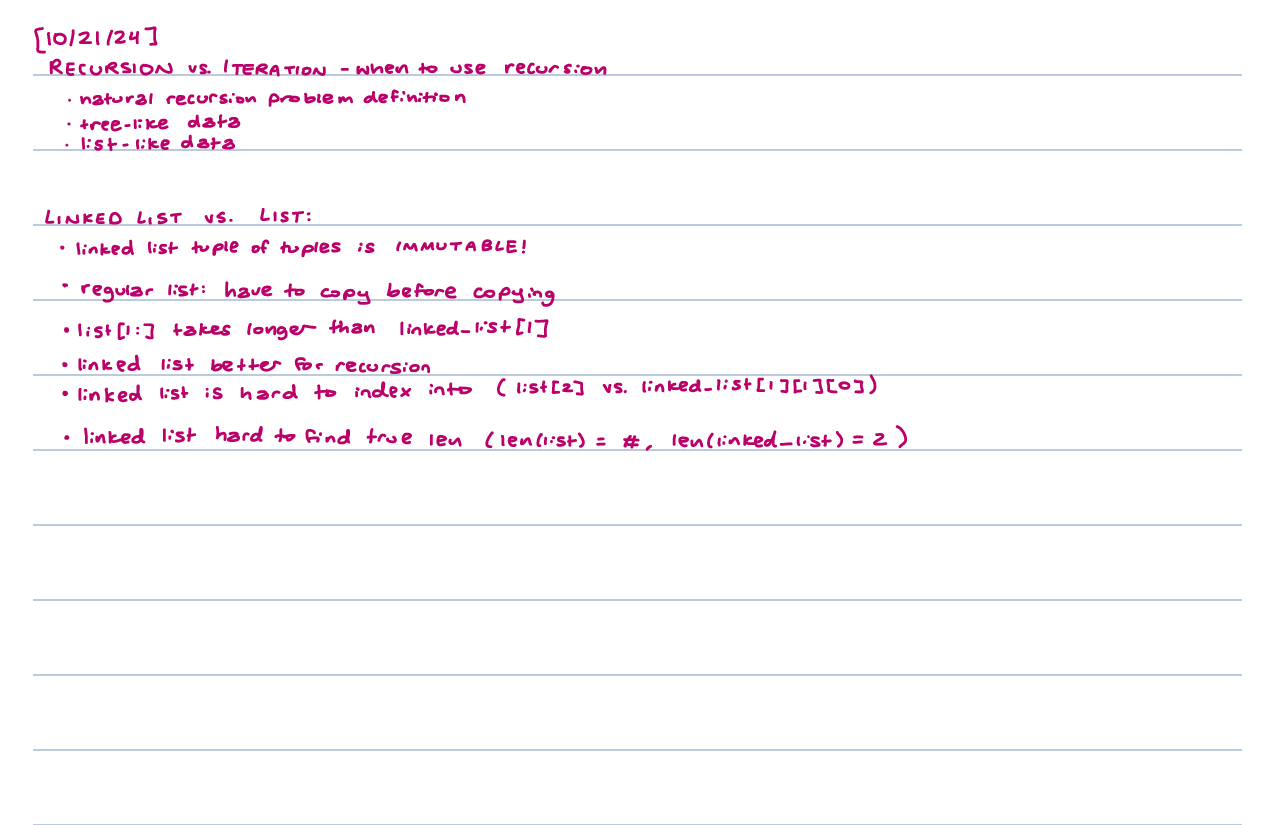 [10/21/24]
RECURSION vs. ITERATION - when to use recursion
· natural recursion problem definition
· tree-like data
· list-like data
LINKED LIST vs. LIST:
• linked list tuple of tuples is IMMUTABLE!
• regular list: have to copy before copying
• list[1:] takes longer than linked_list[1]
• linked list better for recursion
• linked list is hard to index into (list[2] vs. linked_list[1][1][0])
• linked list hard to find true len (len(list) = #, len(linked_list) = 2)